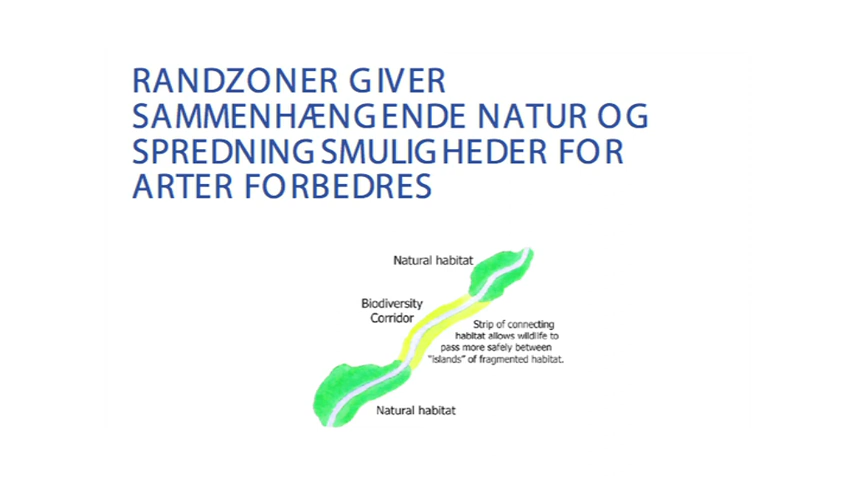 RANDZONER GIVER
SAMMENHÆNGENDE NATUR OG
SPREDNINGSMULIGHEDER FOR
ARTER FORBEDRES
Natural habitat
Biodiversity
Corridor
Strip of connecting
habitat allows wildlife to
pass more safely between
"islands" of fragmented habitat.
Natural habitat